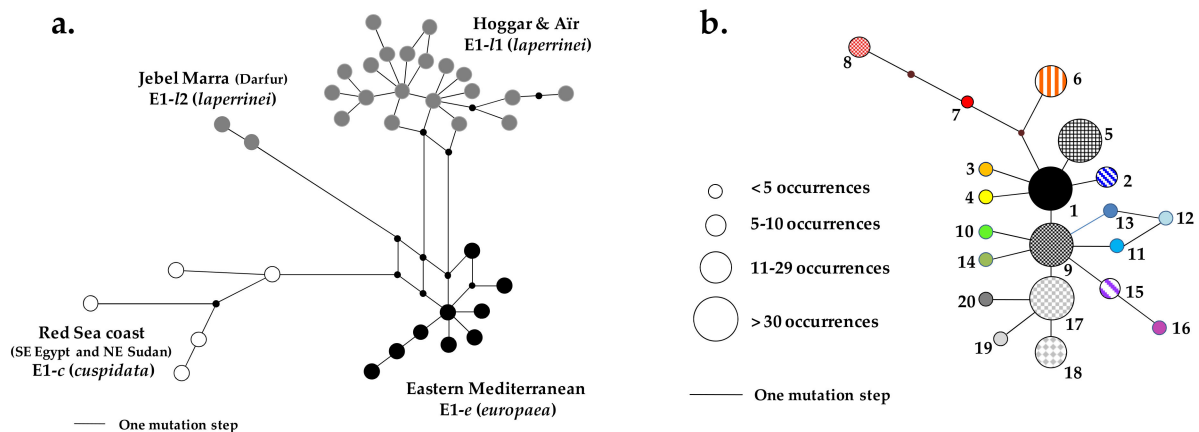 a.
Hoggar & Aïr
E1-l1 (laperrinei)
Jebel Marra (Darfur)
E1-l2 (laperrinei)
Red Sea coast
(SE Egypt and NE Sudan)
E1-c (cuspidata)
Eastern Mediterranean
E1-e (europaea)
One mutation step
b.
8
6
7
5
3
2
4
1
13
12
10
11
14
9
15
20
17
16
19
18
< 5 occurrences
5-10 occurrences
11-29 occurrences
> 30 occurrences
One mutation step